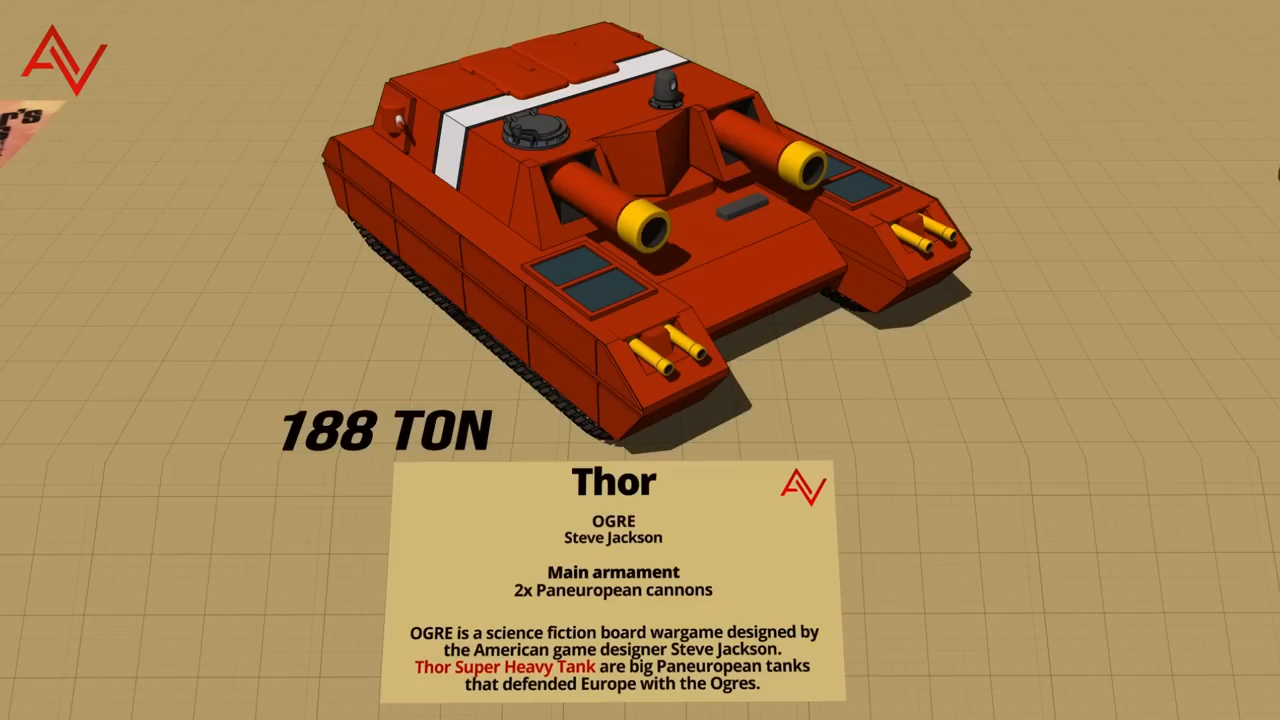 AV
r's
188 TON
Thor
AV
OGRE
Steve Jackson
Main armament
2x Paneuropean cannons
OGRE is a science fiction board wargame designed by
the American game designer Steve Jackson.
Thor Super Heavy Tank are big Paneuropean tanks
that defended Europe with the Ogres.